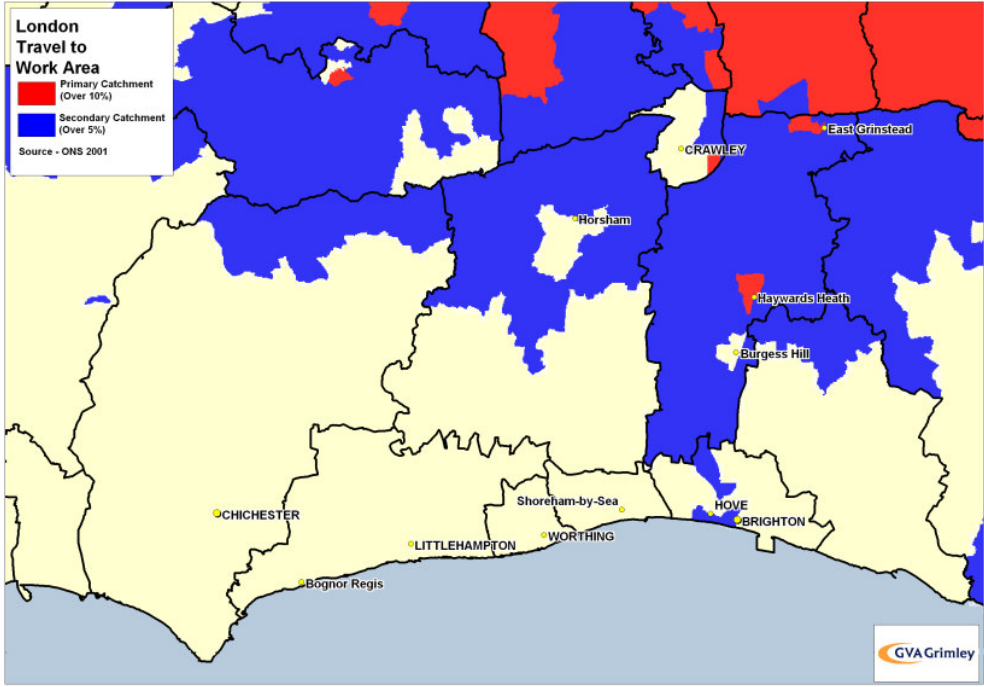 London
Travel to
Work Area
Primary Catchment
(Over 10%)
Secondary Catchment
(Over 5%)
Source - ONS 2001
East Grinstead
CRAWLEY
Horsham
Haywards Heath
Burgess Hill
Shoreham-by-Sea
HOVE
CHICHESTER
BRIGHTON
WORTHING
LITTLEHAMPTON
Bognor Regis
GVA Grimley